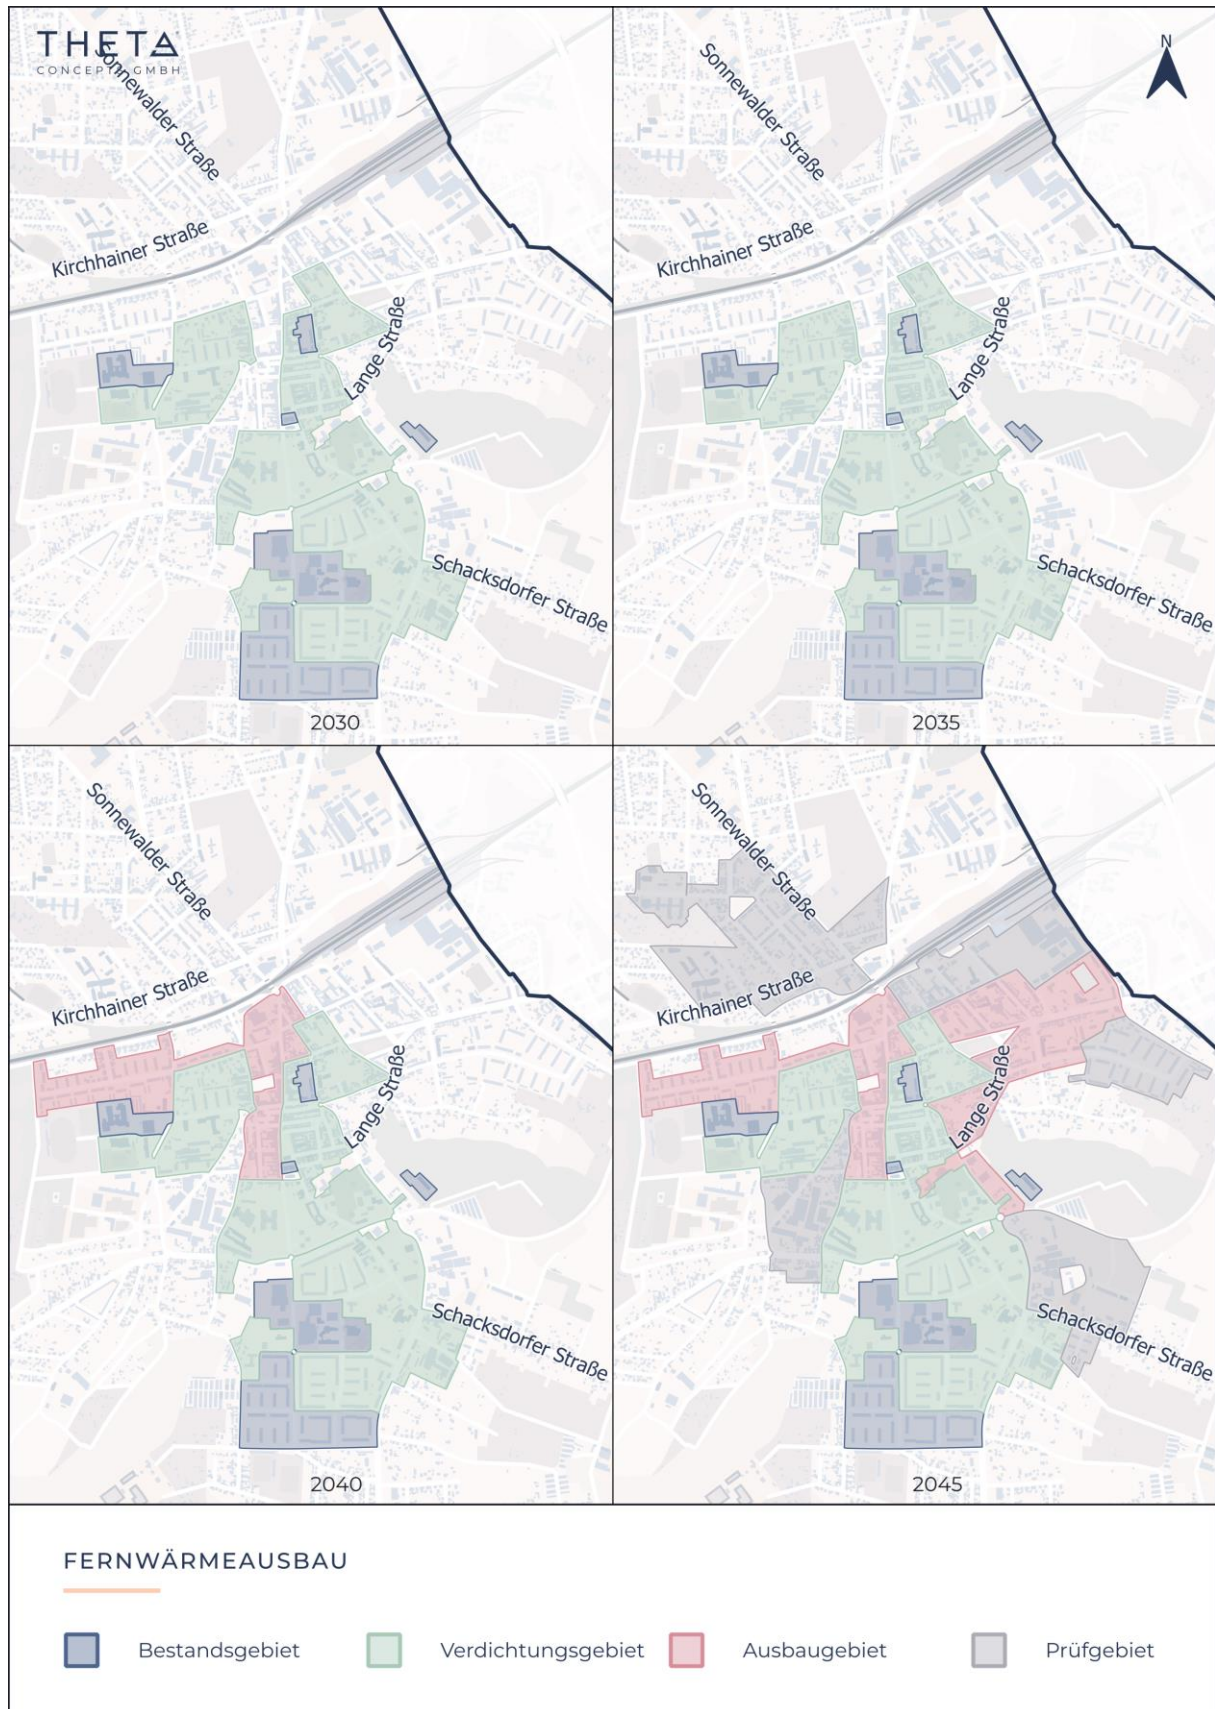 THETA
CONCEPT GMBH
N
Sonnewalder Straße
Kirchhainer Straße
Lange Straße
Schacksdorfer Straße
2030
Sonnewalder Straße
Kirchhainer Straße
Lange Straße
Schacksdorfer Straße
2035
Sonnewalder Straße
Kirchhainer Straße
Lange Straße
Schacksdorfer Straße
2040
Sonnewalder Straße
Kirchhainer Straße
Lange Straße
Schacksdorfer Straße
2045
FERNWÄRMEAUSBAU
Bestandsgebiet
Verdichtungsgebiet
Ausbaugebiet
Prüfgebiet